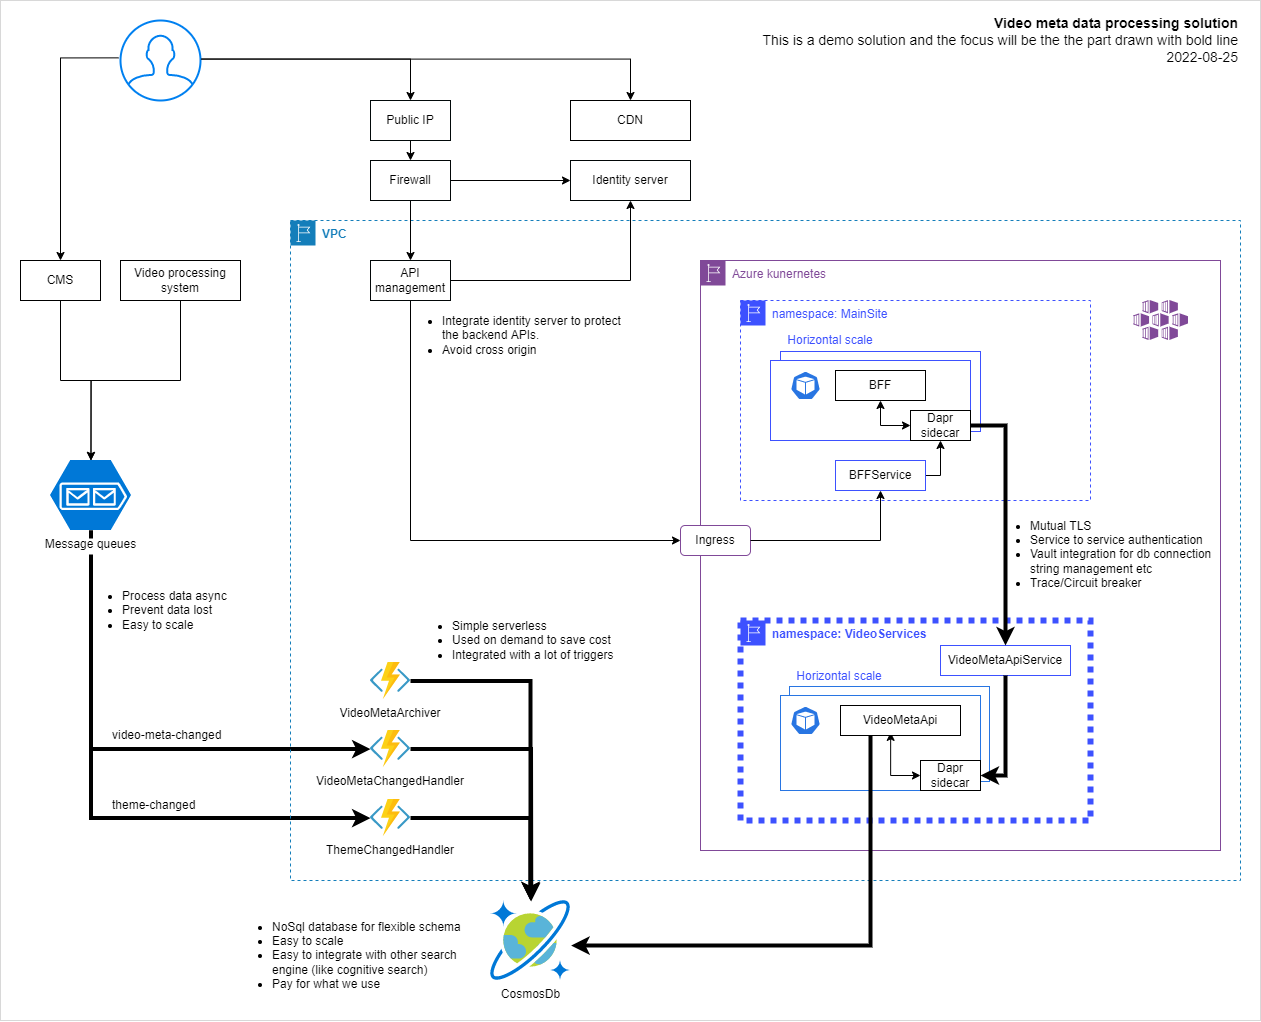 Video meta data processing solution
This is a demo solution and the focus will be the the part drawn with bold line
2022-08-25
Public IP
CDN
Firewall
Identity server
VPC
CMS
Video processing
system
API
management
Azure kunernetes
Integrate identity server to protect
the backend APIs.
Avoid cross origin
namespace: MainSite
Horizontal scale
BFF
Dapr
sidecar
BFFService
Ingress
Message queues
Mutual TLS
Service to service authentication
Vault integration for db connection
string management etc
Trace/Circuit breaker
Process data async
Prevent data lost
Easy to scale
Simple serverless
Used on demand to save cost
Integrated with a lot of triggers
namespace: VideoServices
VideoMetaApiService
Horizontal scale
VideoMetaApi
Dapr
sidecar
VideoMetaArchiver
video-meta-changed
VideoMetaChangedHandler
theme-changed
ThemeChangedHandler
NoSql database for flexible schema
Easy to scale
Easy to integrate with other search
engine (like cognitive search)
Pay for what we use
CosmosDb